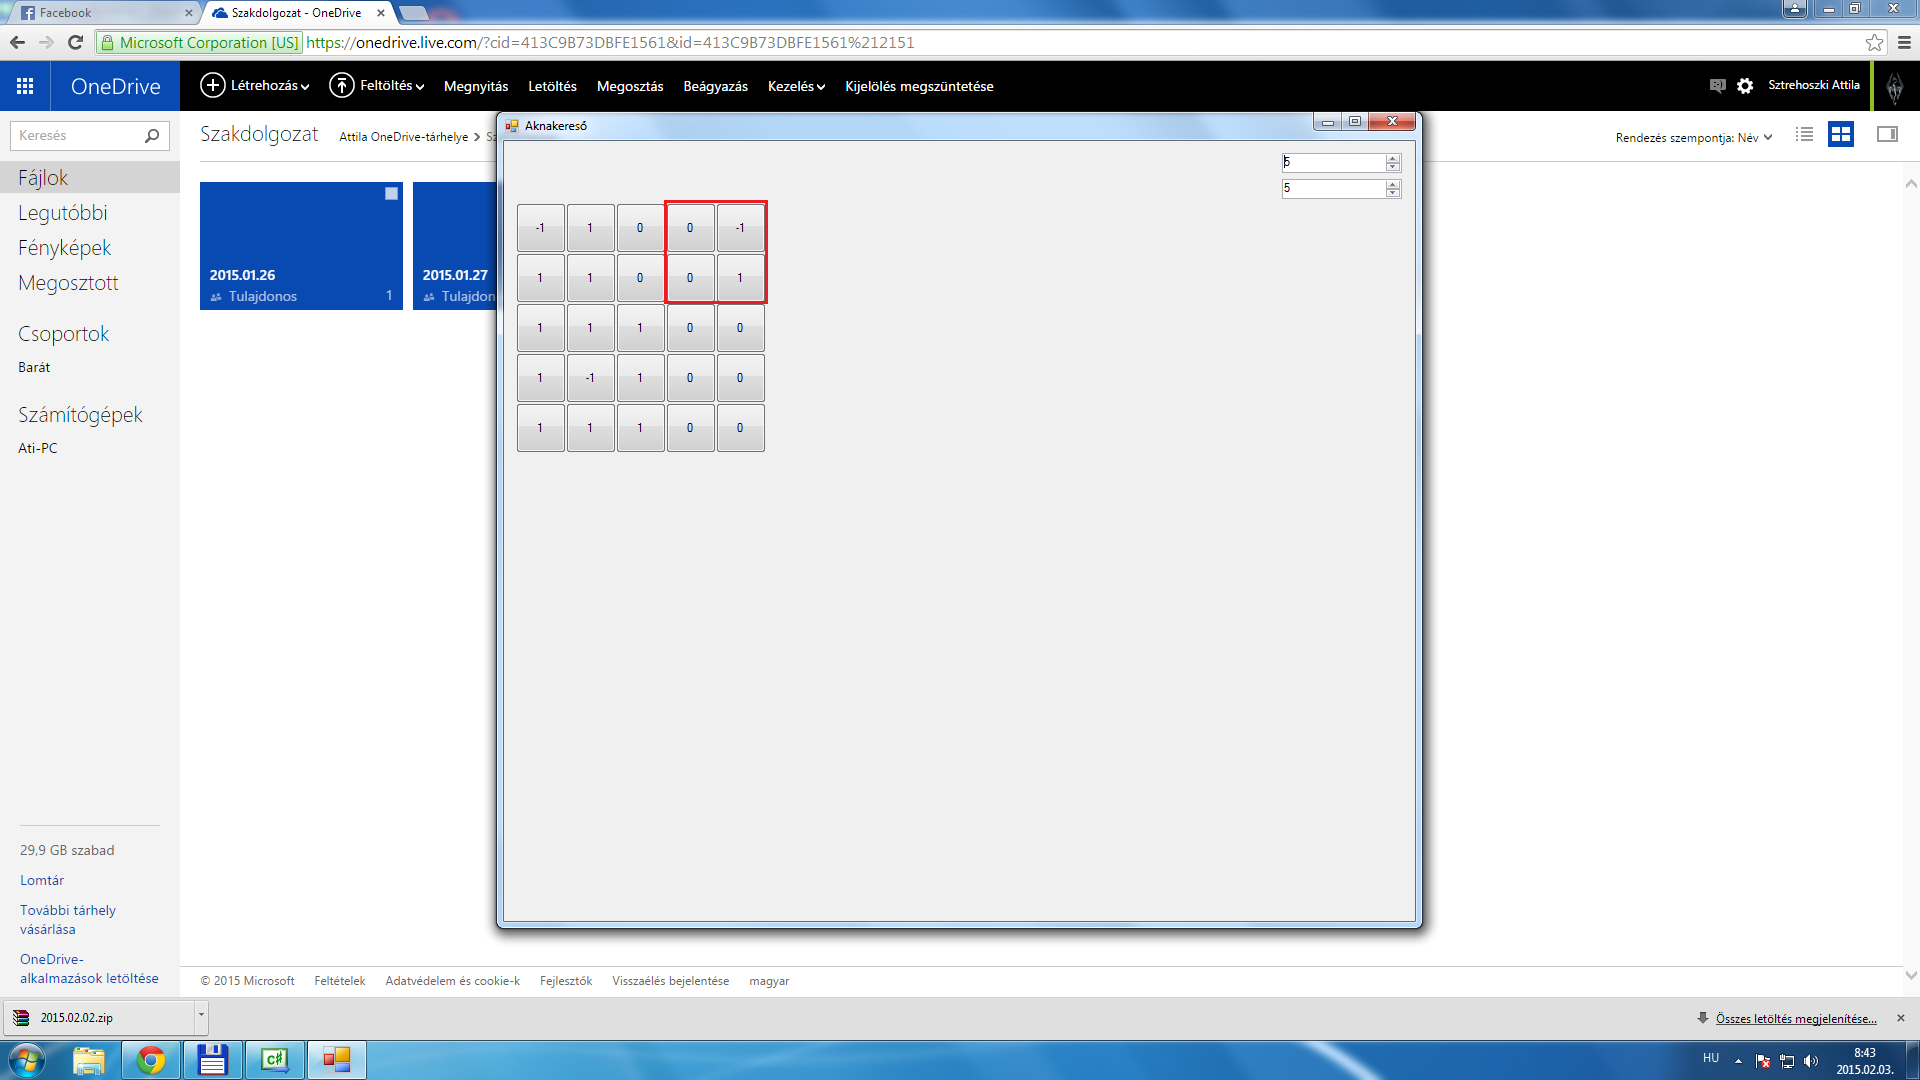 Facebook
Szakdolgozat - OneDrive
Microsoft Corporation [US] https://onedrive.live.com/?cid=413C9B73DBFE1561&id=413C9B73DBFE1561%212151
OneDrive Létrehozás Feltöltés Megnyitás Letöltés Megosztás Beágyazás Kezelés Kijelölés megszüntetése Sztrehoszki Attila
Keresés
Szakdolgozat Attila OneDrive-tárhelye > Sz
Rendezés szempontja: Név
Fájlok
Legutóbbi
Fényképek
Megosztott
Csoportok
Barát
Számítógépek
Ati-PC
2015.01.26
Tulajdonos 1
2015.01.27
Tulajdon
Aknakereső
5
5
-1 1 0 0 -1
1 1 0 0 1
1 1 1 0 0
1 -1 1 0 0
1 1 1 0 0
29,9 GB szabad
Lomtár
További tárhely
vásárlása
OneDrive-
alkalmazások letöltése
© 2015 Microsoft Feltételek Adatvédelem és cookie-k Fejlesztők Visszaélés bejelentése magyar
2015.02.02.zip
Összes letöltés megjelenítése...
C#
HU
8:43
2015.02.03.